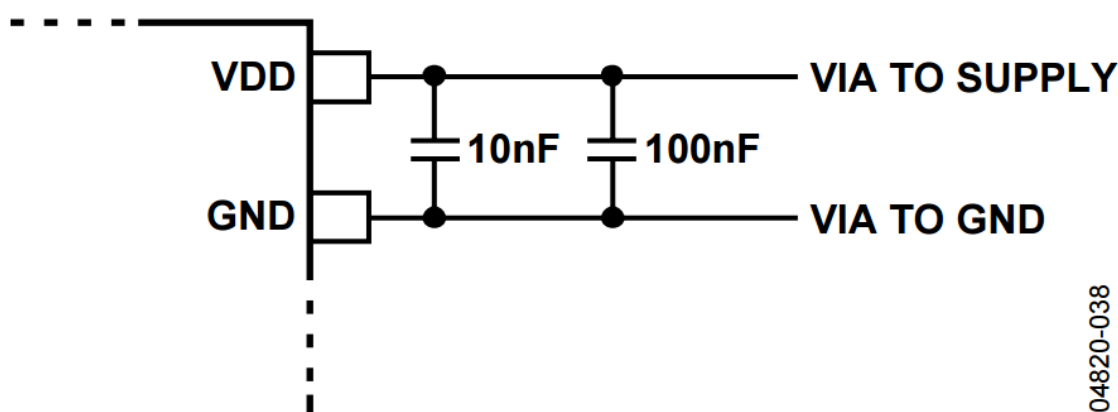 VDD
VIA TO SUPPLY
10nF
100nF
GND
VIA TO GND
04820-038